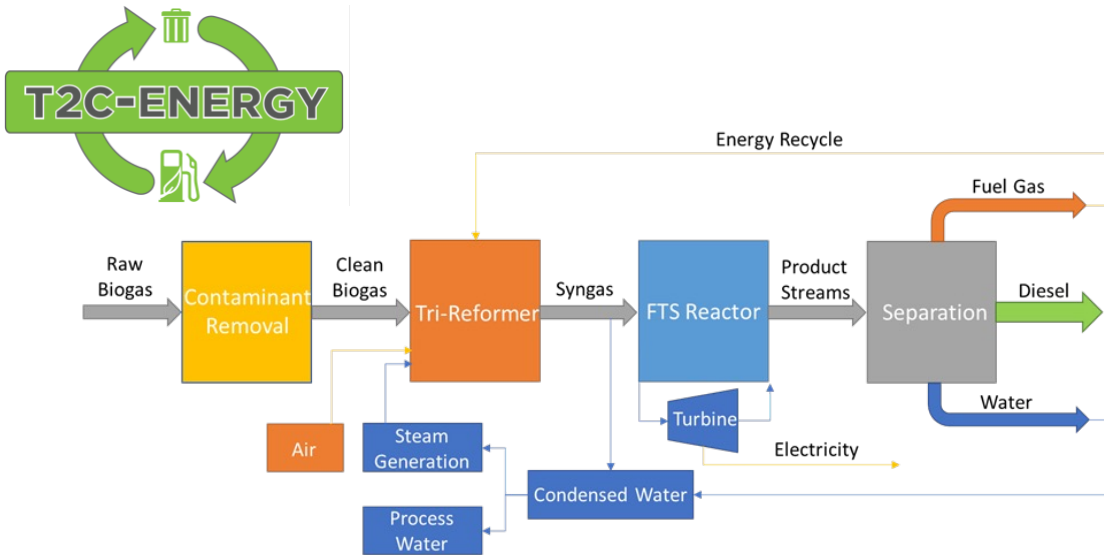 T2C-ENERGY
Energy Recycle
Fuel Gas
Raw
Biogas
Contaminant
Removal
Clean
Biogas
Tri-Reformer
Syngas
FTS Reactor
Product
Streams
Separation
Diesel
Water
Turbine
Electricity
Air
Steam
Generation
Condensed Water
Process
Water